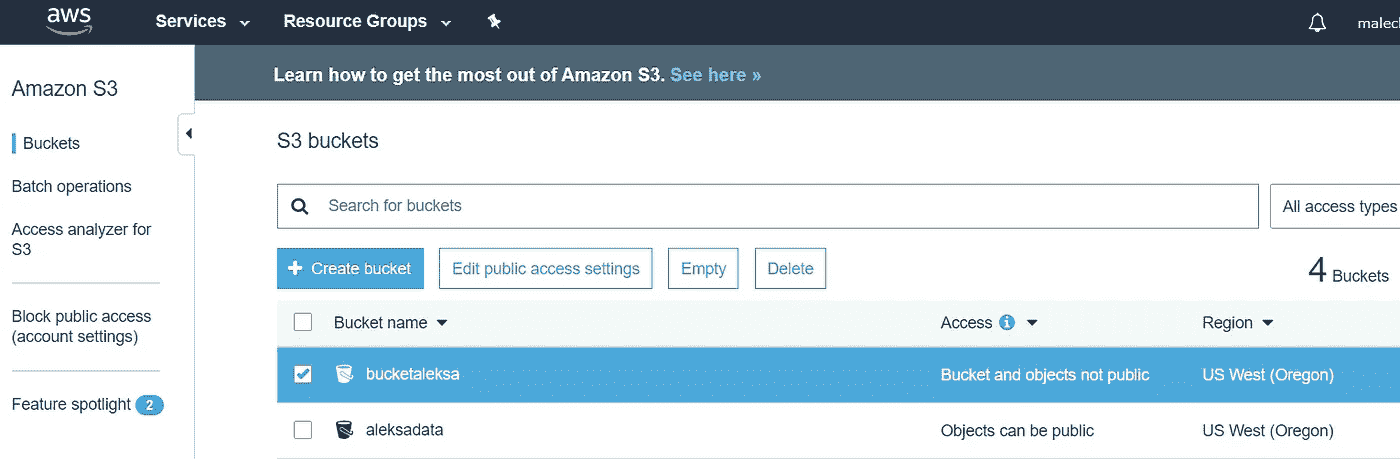 aws
Services
Resource Groups
Learn how to get the most out of Amazon S3. See here »
Amazon S3
Buckets
Batch operations
Access analyzer for
S3
Block public access
(account settings)
Feature spotlight 2
S3 buckets
Search for buckets
All access types
+ Create bucket
Edit public access settings
Empty
Delete
4 Buckets
Bucket name
Access
Region
bucketaleksa
Bucket and objects not public
US West (Oregon)
aleksadata
Objects can be public
US West (Oregon)